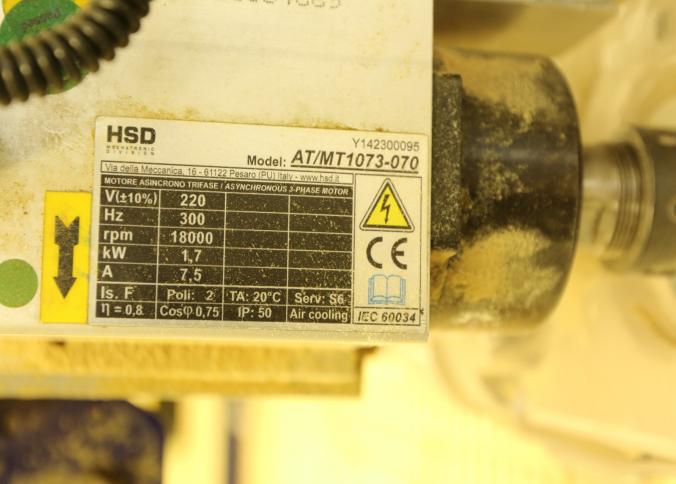 HSD
MECHATRONIC
DIVISION
Y142300095
Model: AT/MT1073-070
Via della Meccanica, 16 - 61122 Pesaro (PU) Italy - www.hsd.it
MOTORE ASINCRONO TRIFASE / ASYNCHRONOUS 3-PHASE MOTOR
V(±10%) 220
Hz 300
rpm 18000
kW 1,7
A 7,5
Is. F Poli: 2 TA: 20°C Serv: S6
η = 0,8 Cosφ 0,75 IP: 50 Air cooling
CE
IEC 60034